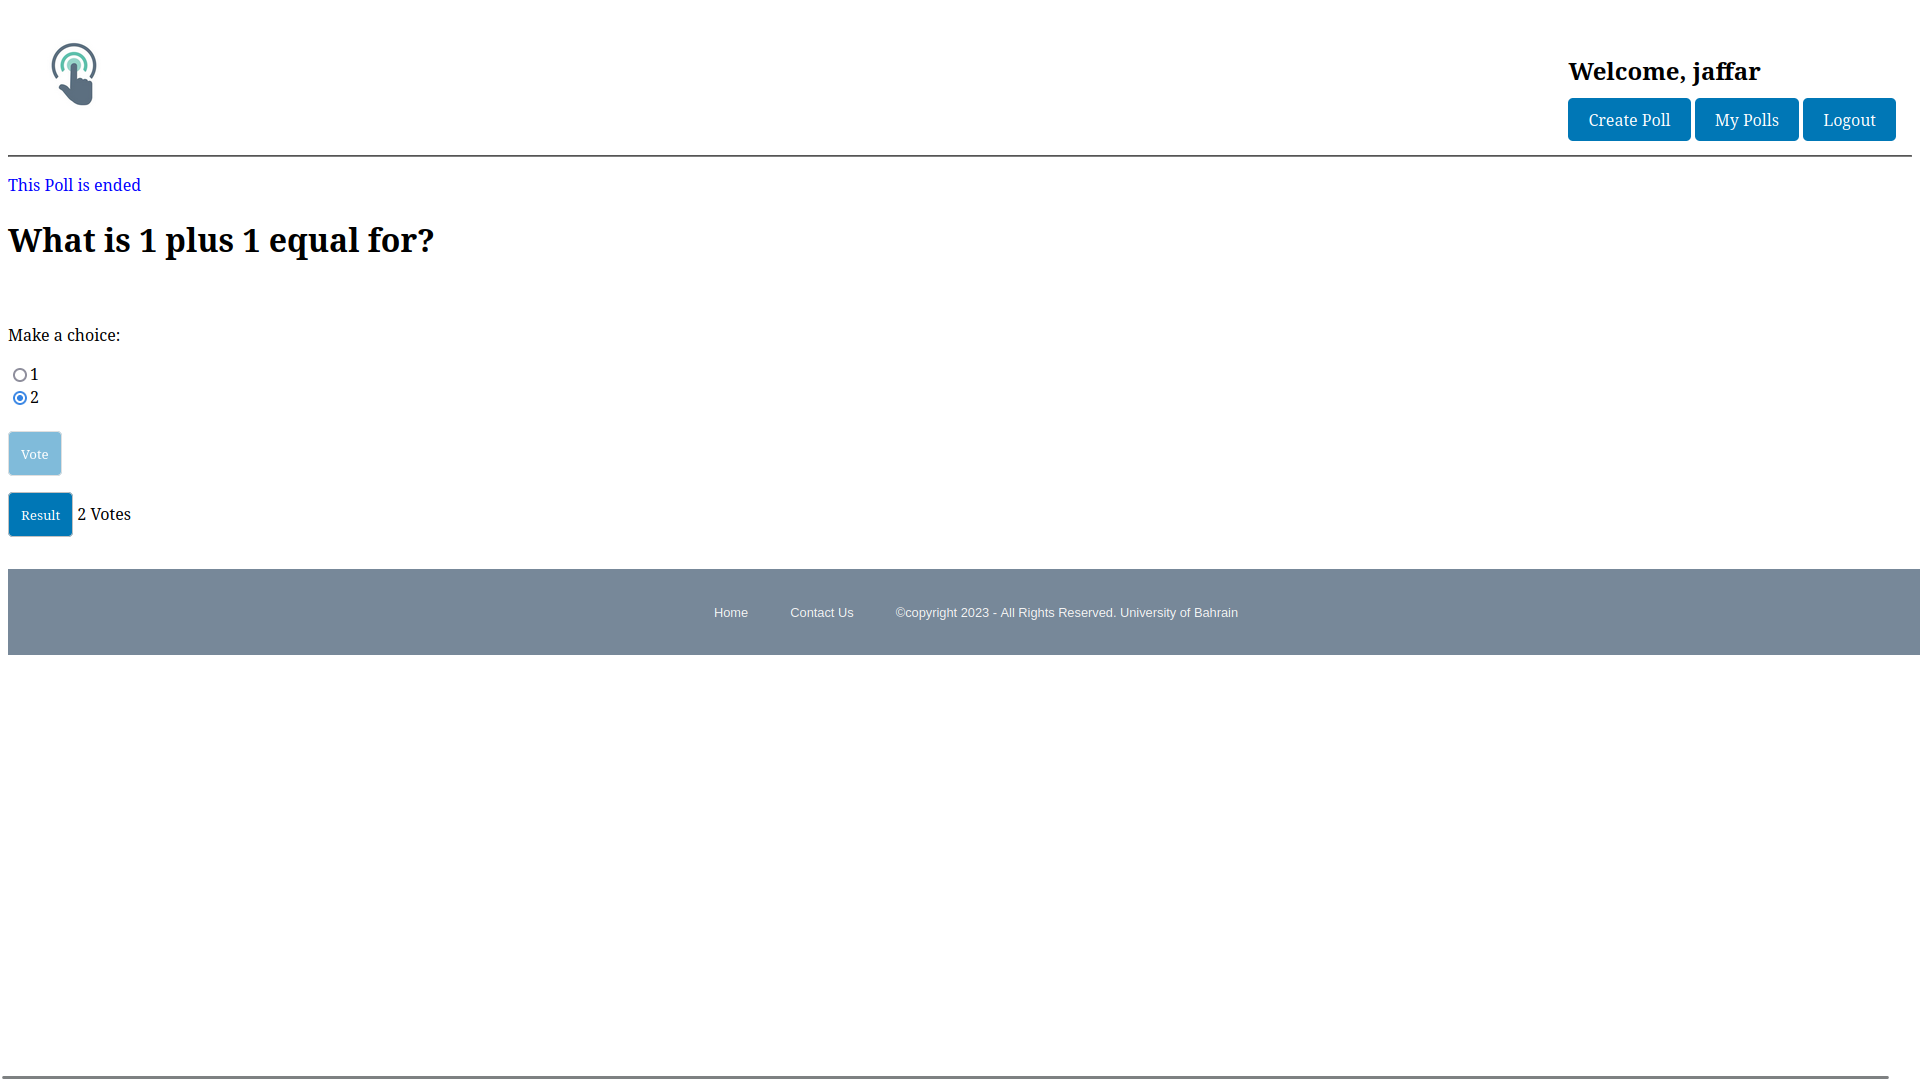 Welcome, jaffar
Create Poll My Polls Logout
This Poll is ended
What is 1 plus 1 equal for?
Make a choice:
1
2
Vote
Result 2 Votes
Home Contact Us ©copyright 2023 - All Rights Reserved. University of Bahrain